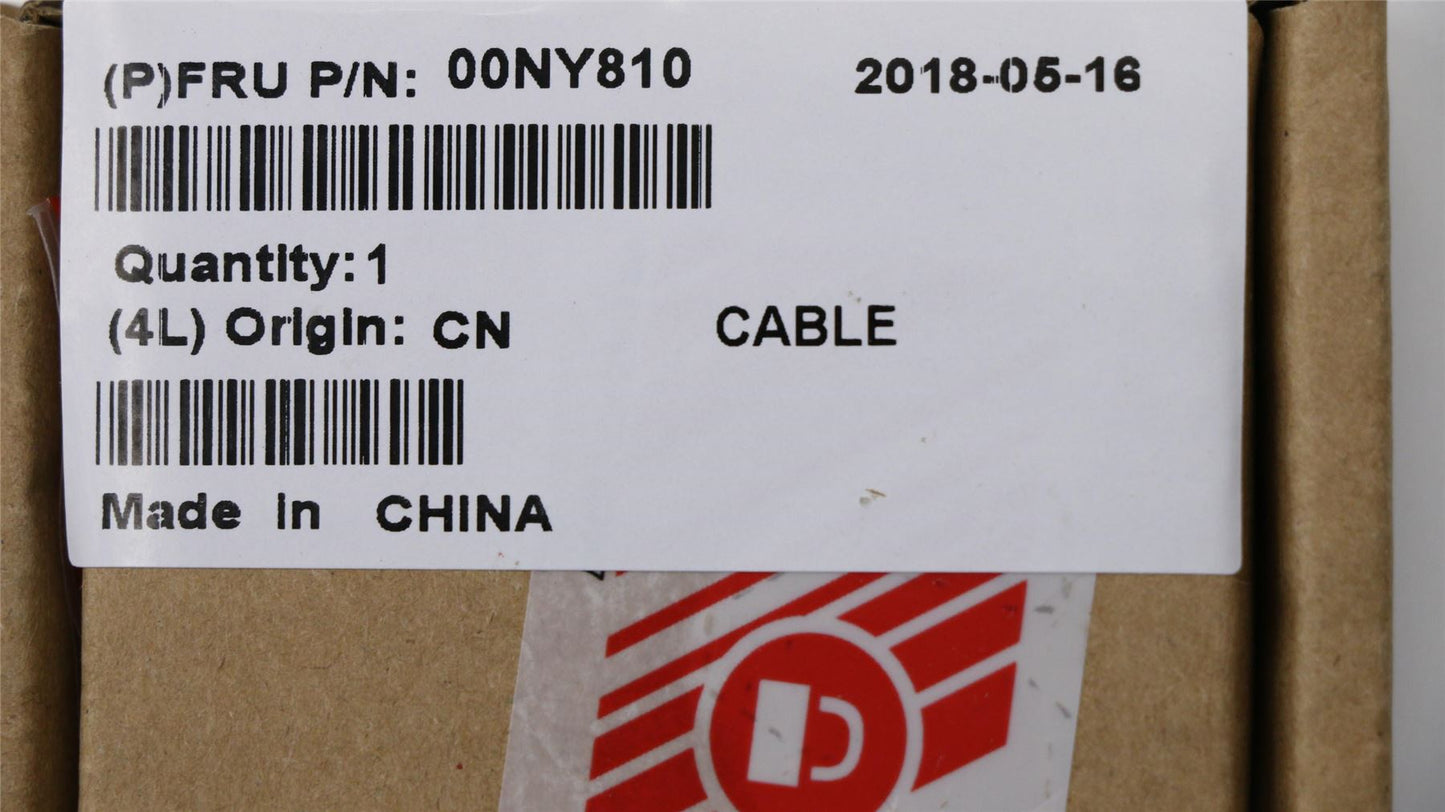 (P)FRU P/N: 00NY810 2018-05-16
Quantity: 1
(4L) Origin: CN CABLE
Made in CHINA